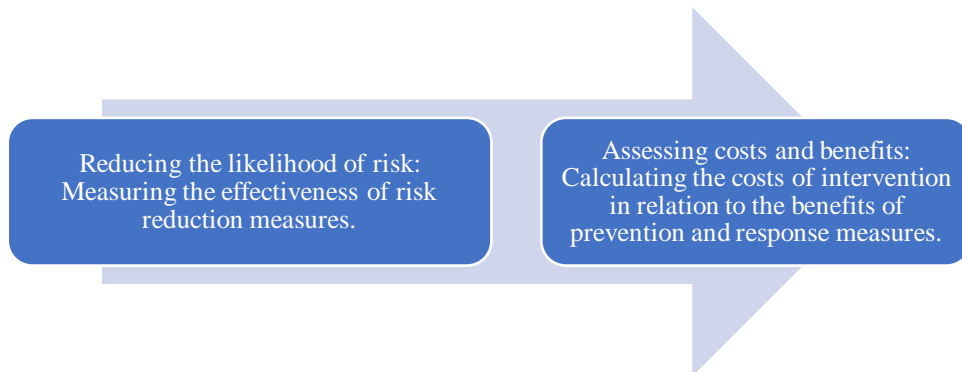 Reducing the likelihood of risk:
Measuring the effectiveness of risk
reduction measures.
Assessing costs and benefits:
Calculating the costs of intervention
in relation to the benefits of
prevention and response measures.